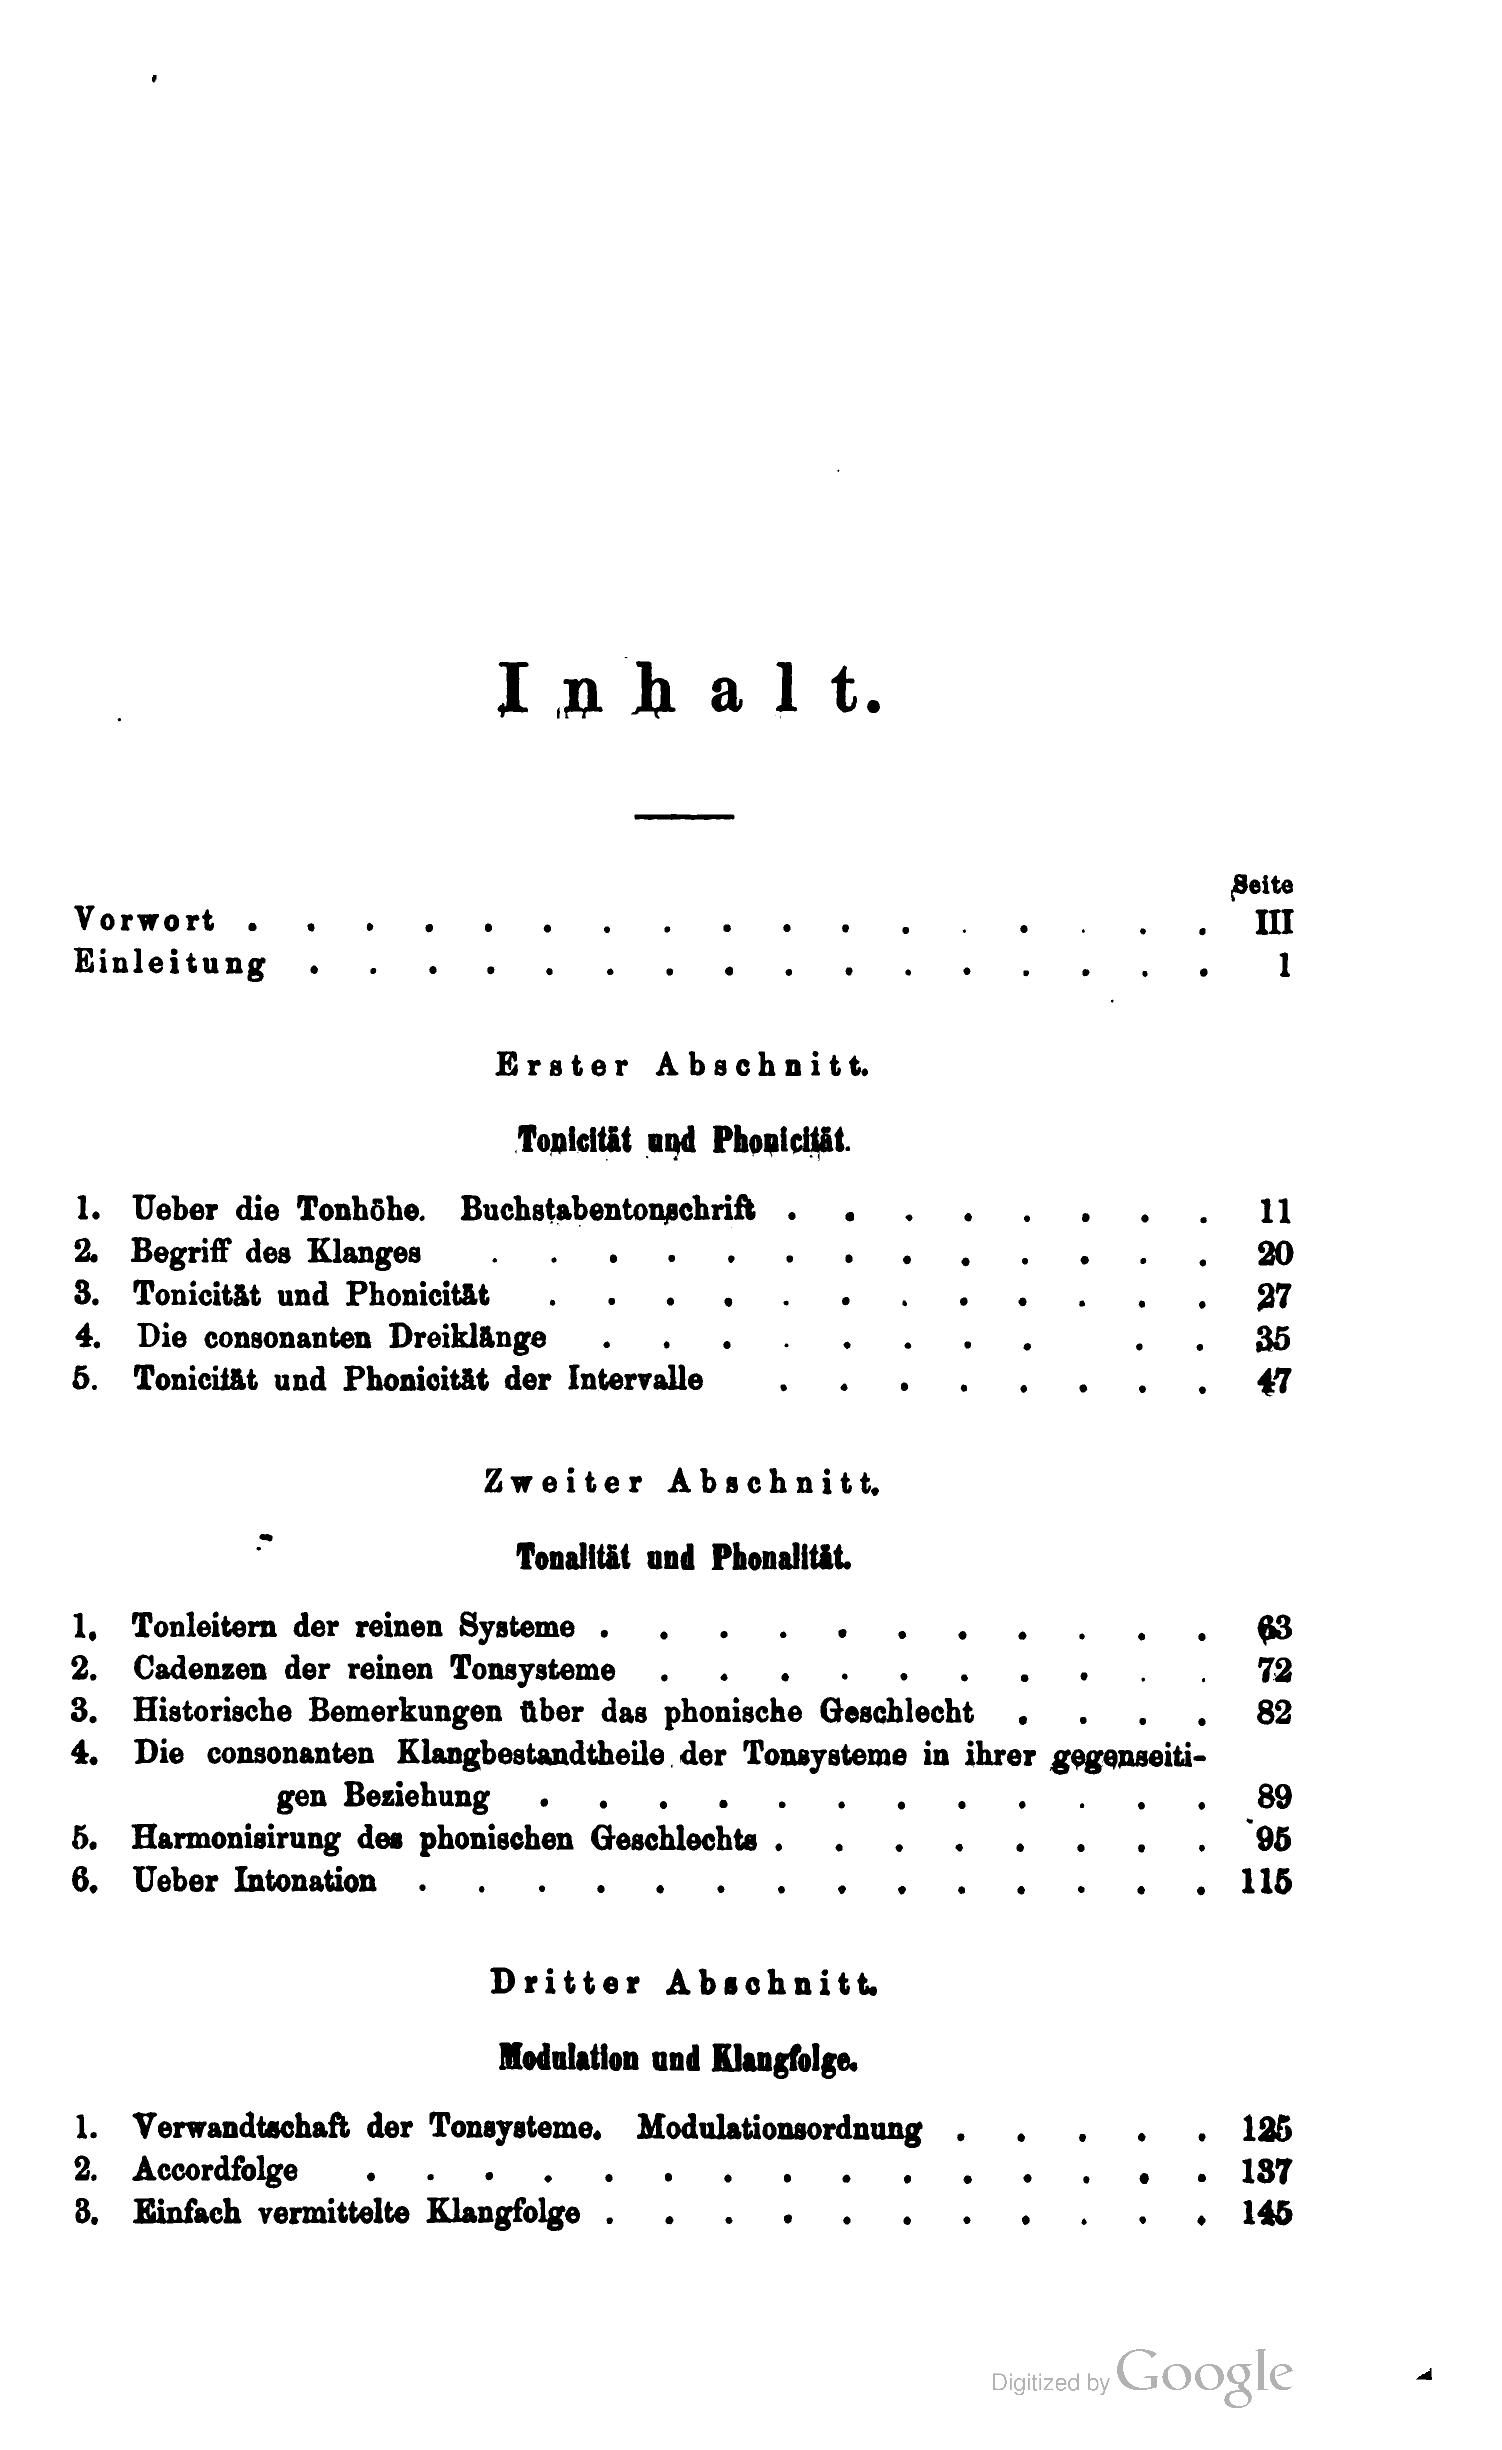 Inhalt.
Seite
Vorwort . . . . . . . . . . . . . . . . . III
Einleitung . . . . . . . . . . . . . . . . 1
Erster Abschnitt.
Tonicität und Phonicität.
1. Ueber die Tonhöhe. Buchstabentonschrift . . . . . . . . 11
2. Begriff des Klanges . . . . . . . . . . . . . 20
3. Tonicität und Phonicität . . . . . . . . . . . . 27
4. Die consonanten Dreiklänge . . . . . . . . . . 35
5. Tonicität und Phonicität der Intervalle . . . . . . . . 47
Zweiter Abschnitt.
Tonalität und Phonalität.
1. Tonleitern der reinen Systeme . . . . . . . . . . . 63
2. Cadenzen der reinen Tonsysteme . . . . . . . . . . 72
3. Historische Bemerkungen über das phonische Geschlecht . . . . 82
4. Die consonanten Klangbestandtheile der Tonsysteme in ihrer gegenseiti-
gen Beziehung . . . . . . . . . . . . 89
5. Harmonisirung des phonischen Geschlechts . . . . . . . . 95
6. Ueber Intonation . . . . . . . . . . . . . . 115
Dritter Abschnitt.
Modulation und Klangfolge.
1. Verwandtschaft der Tonsysteme. Modulationsordnung . . . . . 125
2. Accordfolge . . . . . . . . . . . . . . . 137
3. Einfach vermittelte Klangfolge . . . . . . . . . . . 145
Digitized by Google